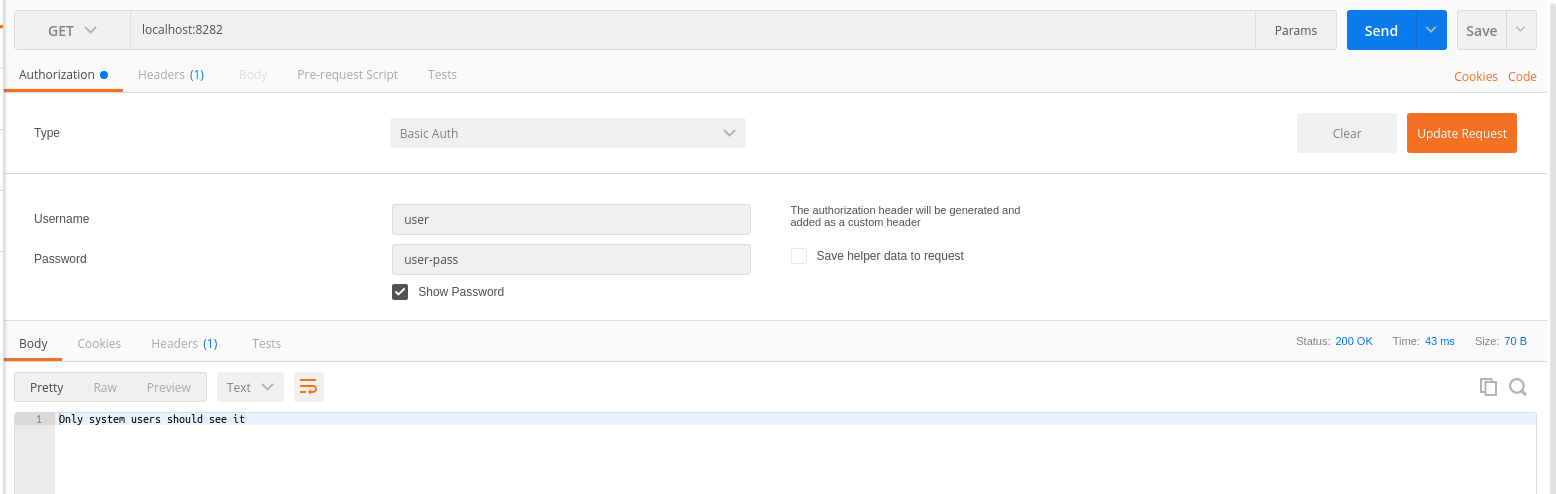 GET localhost:8282 Params Send Save
Authorization Headers (1) Body Pre-request Script Tests Cookies Code
Type Basic Auth Clear Update Request
Username user The authorization header will be generated and
added as a custom header
Password user-pass Save helper data to request
Show Password
Body Cookies Headers (1) Tests Status: 200 OK Time: 43 ms Size: 70 B
Pretty Raw Preview Text
1 Only system users should see it